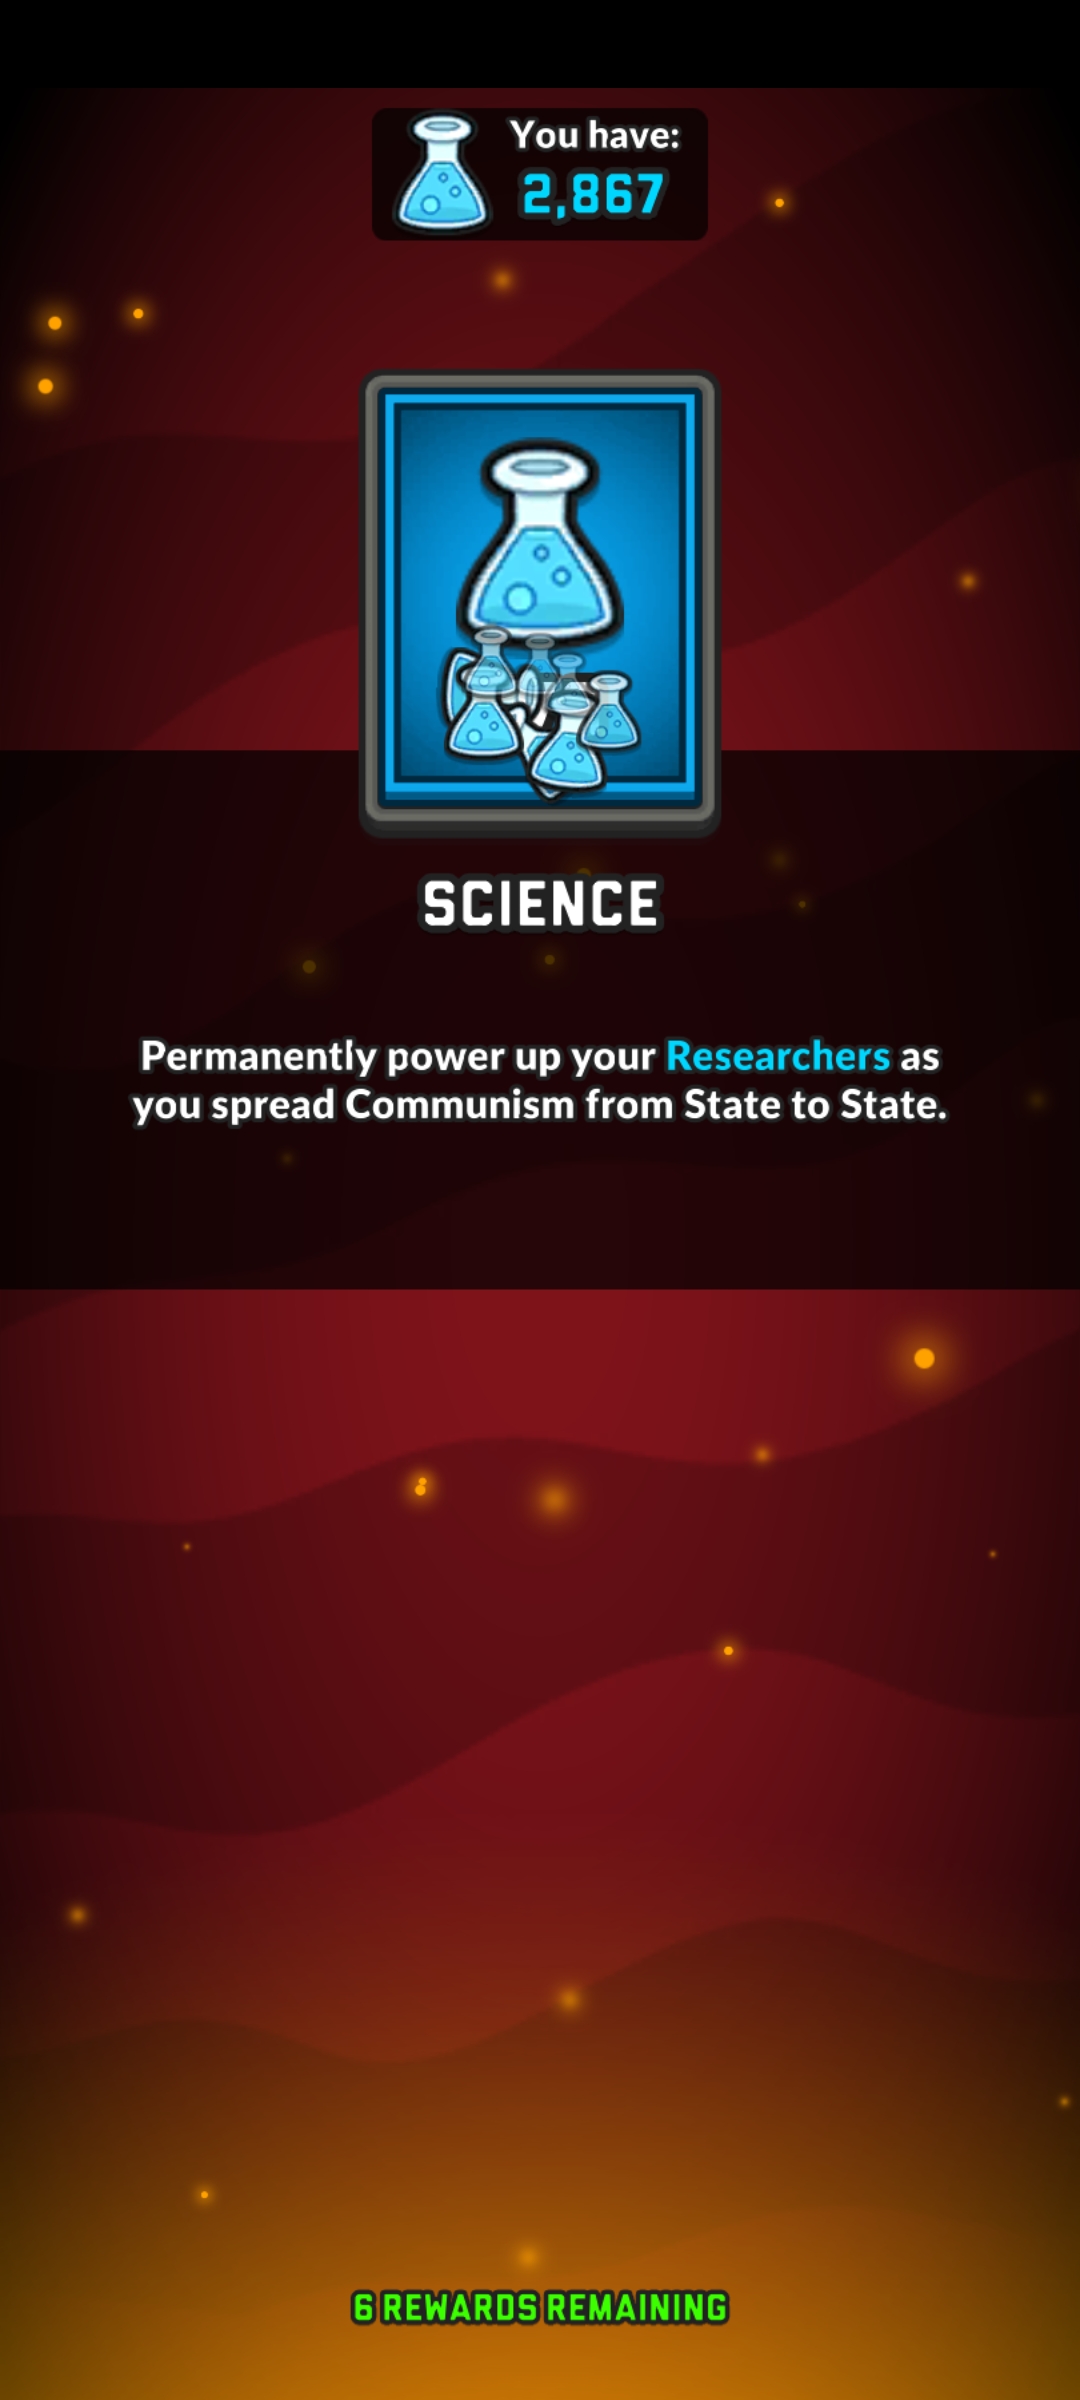 You have:
2,867
SCIENCE
Permanently power up your Researchers as
you spread Communism from State to State.
6 REWARDS REMAINING